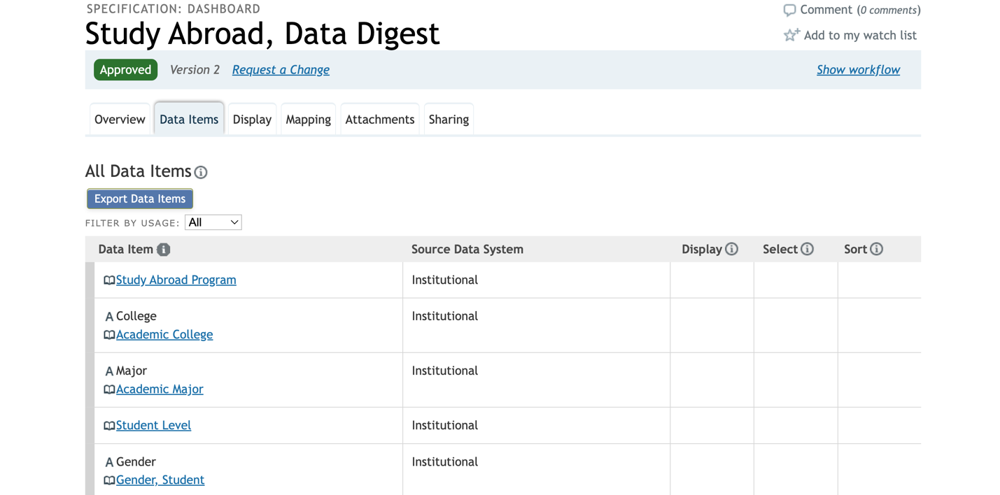 SPECIFICATION: DASHBOARD
Comment (0 comments)
Study Abroad, Data Digest
Add to my watch list
Approved Version 2 Request a Change Show workflow
Overview Data Items Display Mapping Attachments Sharing
All Data Items
Export Data Items
FILTER BY USAGE: All
Data Item Source Data System Display Select Sort
Study Abroad Program Institutional
A College Institutional
Academic College
A Major Institutional
Academic Major
Student Level Institutional
A Gender Institutional
Gender, Student